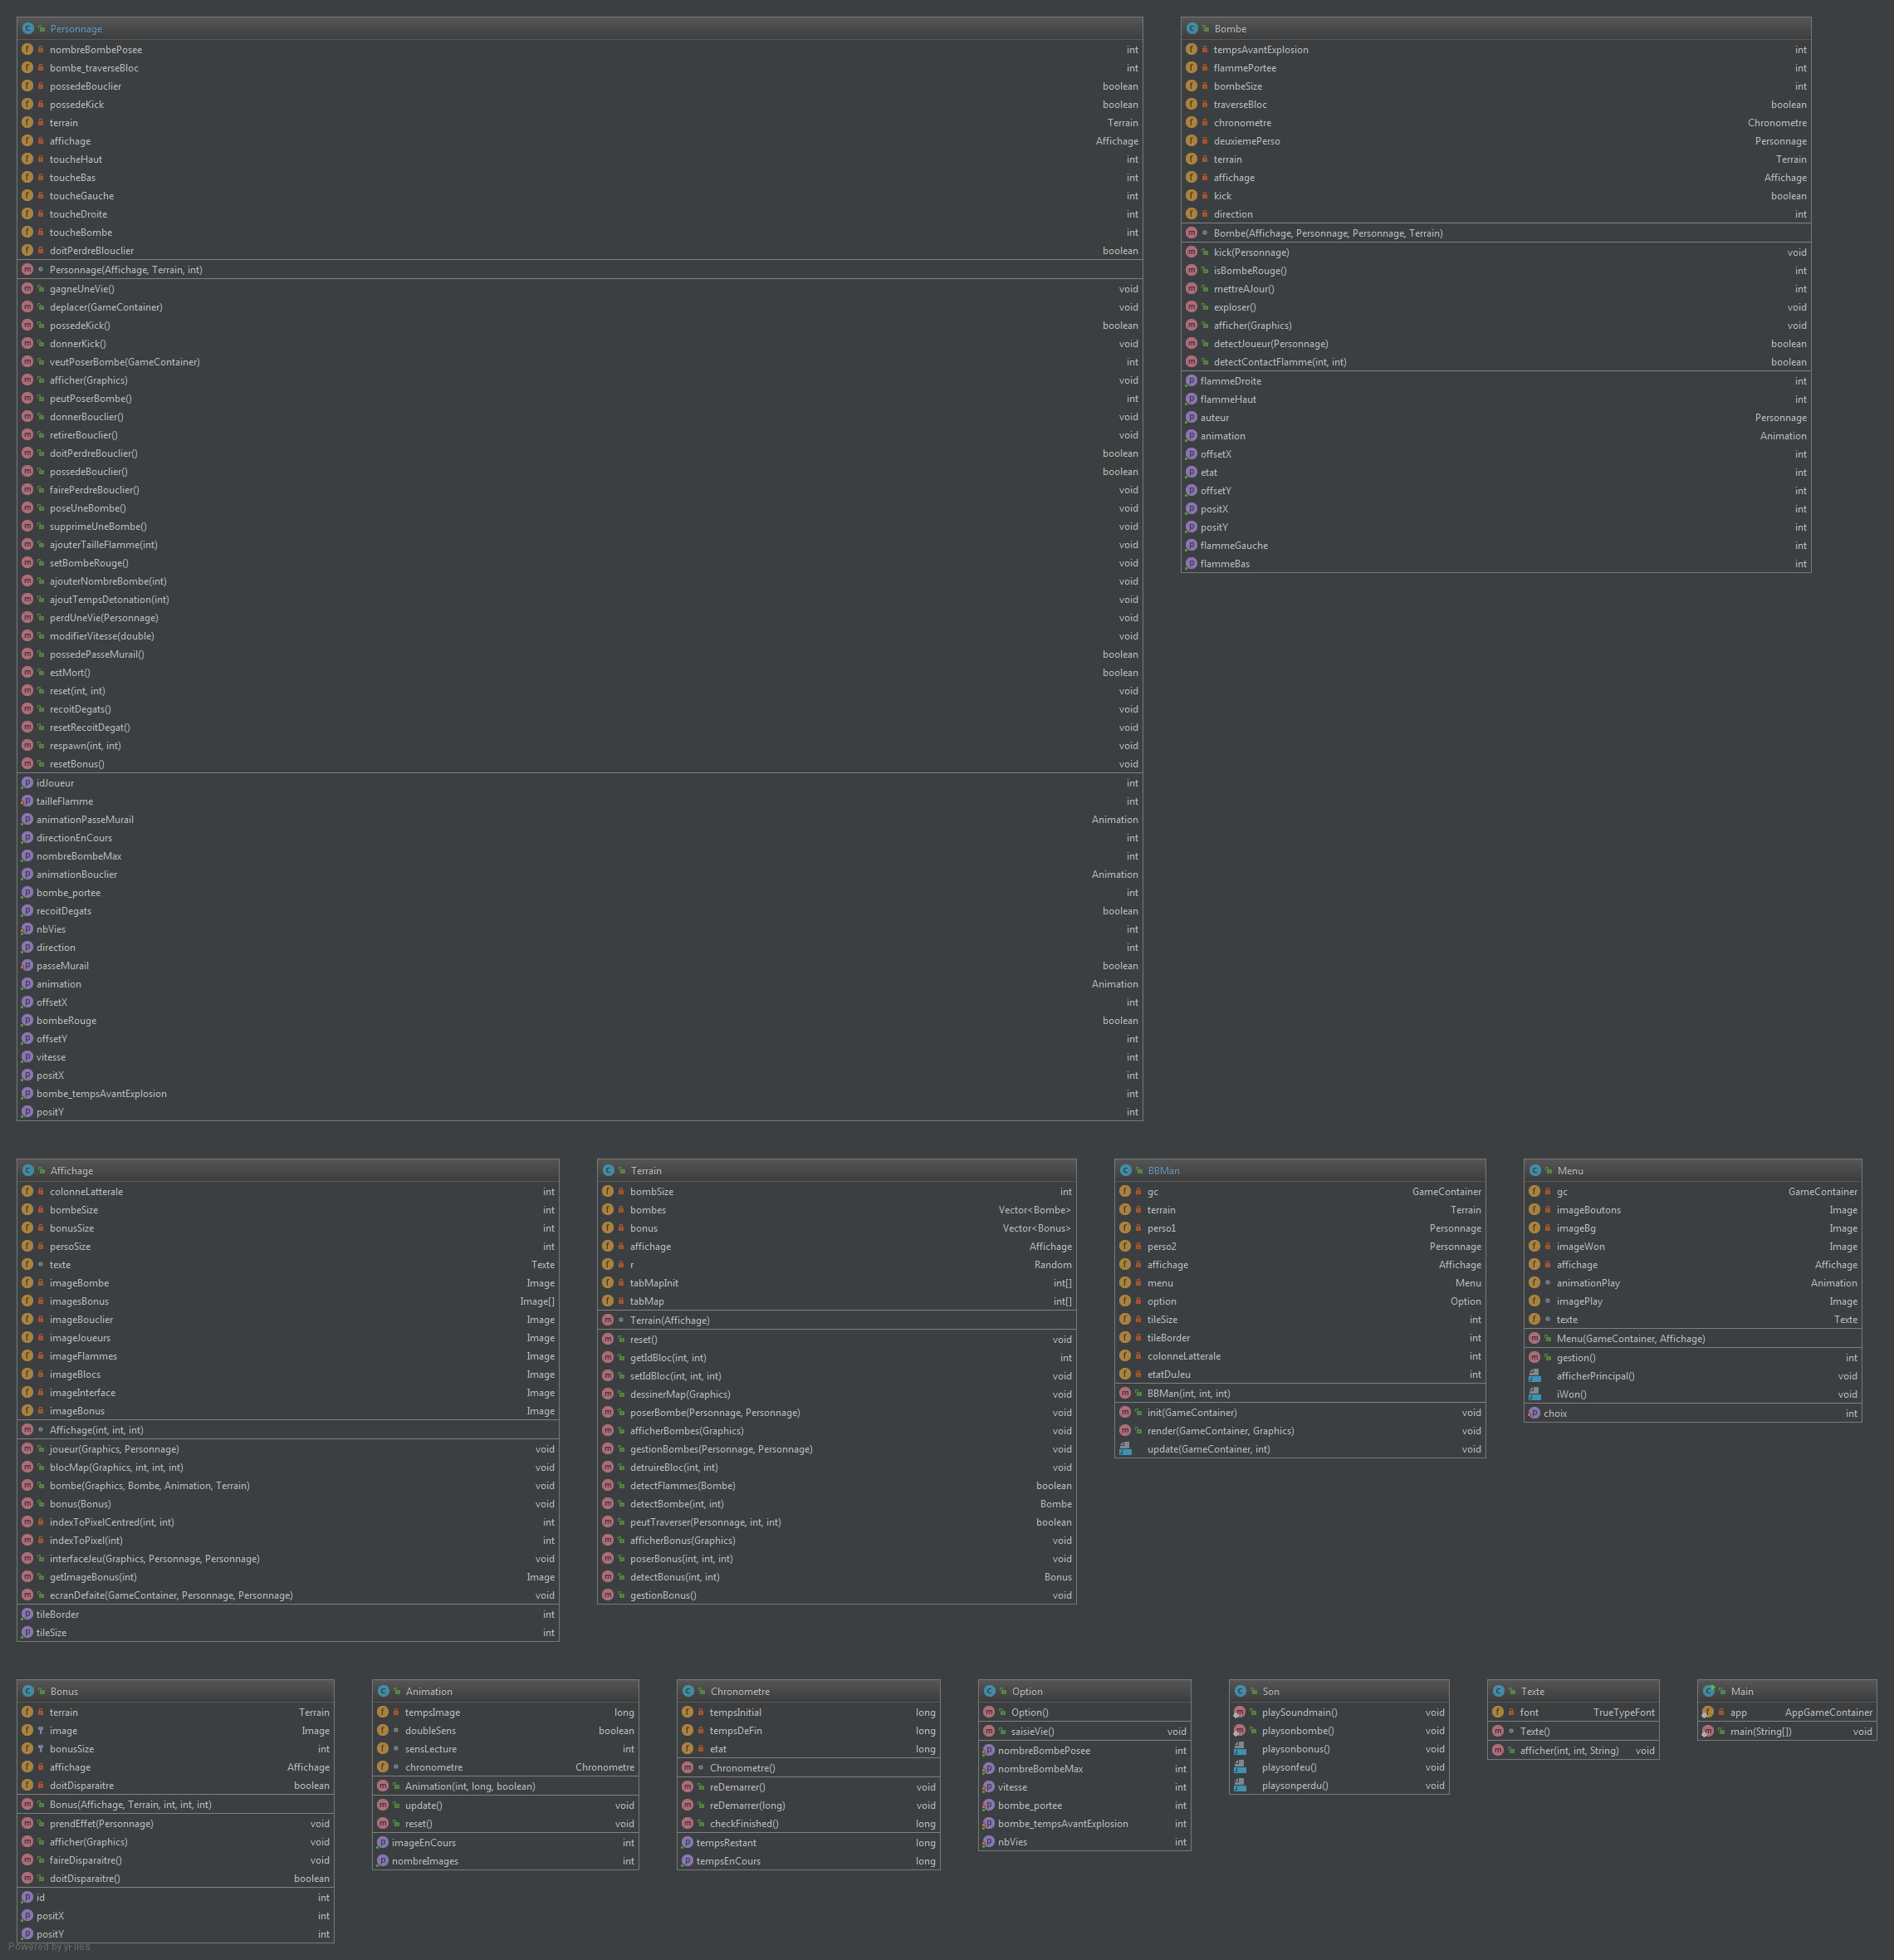 Personnage
nombreBombePosee int
bombe_traverseBloc int
possedeBouclier boolean
possedeKick boolean
terrain Terrain
affichage Affichage
toucheHaut int
toucheBas int
toucheGauche int
toucheDroite int
toucheBombe int
doitPerdreBlouclier boolean
Personnage(Affichage, Terrain, int)
gagneUneVie() void
deplacer(GameContainer) void
possedeKick() boolean
donnerKick() void
veutPoserBombe(GameContainer) int
afficher(Graphics) void
peutPoserBombe() int
donnerBouclier() void
retirerBouclier() void
doitPerdreBouclier() boolean
possedeBouclier() boolean
fairePerdreBouclier() void
poseUneBombe() void
supprimeUneBombe() void
ajouterTailleFlamme(int) void
setBombeRouge() void
ajouterNombreBombe(int) void
ajoutTempsDetonation(int) void
perdUneVie(Personnage) void
modifierVitesse(double) void
possedePasseMurail() boolean
estMort() boolean
reset(int, int) void
recoitDegats() void
resetRecoitDegat() void
respawn(int, int) void
resetBonus() void
idJoueur int
tailleFlamme int
animationPasseMurail Animation
directionEnCours int
nombreBombeMax int
animationBouclier Animation
bombe_portee int
recoitDegats boolean
nbVies int
direction int
passeMurail boolean
animation Animation
offsetX int
bombeRouge boolean
offsetY int
vitesse int
positX int
bombe_tempsAvantExplosion int
positY int
Bombe
tempsAvantExplosion int
flammePortee int
bombeSize int
traverseBloc boolean
chronometre Chronometre
deuxiemePerso Personnage
terrain Terrain
affichage Affichage
kick boolean
direction int
Bombe(Affichage, Personnage, Personnage, Terrain)
kick(Personnage) void
isBombeRouge() int
mettreAJour() int
exploser() void
afficher(Graphics) void
detectJoueur(Personnage) boolean
detectContactFlamme(int, int) boolean
flammeDroite int
flammeHaut int
auteur Personnage
animation Animation
offsetX int
etat int
offsetY int
positX int
positY int
flammeGauche int
flammeBas int
Affichage
colonneLatterale int
bombeSize int
bonusSize int
persoSize int
texte Texte
imageBombe Image
imagesBonus Image[]
imageBouclier Image
imageJoueurs Image
imageFlammes Image
imageBlocs Image
imageInterface Image
imageBonus Image
Affichage(int, int, int)
joueur(Graphics, Personnage) void
blocMap(Graphics, int, int, int) void
bombe(Graphics, Bombe, Animation, Terrain) void
bonus(Bonus) void
indexToPixelCentred(int, int) int
indexToPixel(int) int
interfaceJeu(Graphics, Personnage, Personnage) void
getImageBonus(int) Image
ecranDefaite(GameContainer, Personnage, Personnage) void
tileBorder int
tileSize int
Terrain
bombSize int
bombes Vector<Bombe>
bonus Vector<Bonus>
affichage Affichage
r Random
tabMapInit int[]
tabMap int[]
Terrain(Affichage)
reset() void
getIdBloc(int, int) int
setIdBloc(int, int, int) void
dessinerMap(Graphics) void
poserBombe(Personnage, Personnage) void
afficherBombes(Graphics) void
gestionBombes(Personnage, Personnage) void
detruireBloc(int, int) void
detectFlammes(Bombe) boolean
detectBombe(int, int) Bombe
peutTraverser(Personnage, int, int) boolean
afficherBonus(Graphics) void
poserBonus(int, int, int) void
detectBonus(int, int) Bonus
gestionBonus() void
BBMan
gc GameContainer
terrain Terrain
perso1 Personnage
perso2 Personnage
affichage Affichage
menu Menu
option Option
tileSize int
tileBorder int
colonneLatterale int
etatDuJeu int
BBMan(int, int, int)
init(GameContainer) void
render(GameContainer, Graphics) void
update(GameContainer, int) void
Menu
gc GameContainer
imageBoutons Image
imageBg Image
imageWon Image
affichage Affichage
animationPlay Animation
imagePlay Image
texte Texte
Menu(GameContainer, Affichage)
gestion() int
afficherPrincipal() void
iWon() void
choix int
Bonus
terrain Terrain
image Image
bonusSize int
affichage Affichage
doitDisparaitre boolean
Bonus(Affichage, Terrain, int, int, int)
prendEffet(Personnage) void
afficher(Graphics) void
faireDisparaitre() void
doitDisparaitre() boolean
id int
positX int
positY int
Animation
tempsImage long
doubleSens boolean
sensLecture int
chronometre Chronometre
Animation(int, long, boolean)
update() void
reset() void
imageEnCours int
nombreImages int
Chronometre
tempsInitial long
tempsDeFin long
etat long
Chronometre()
reDemarrer() void
reDemarrer(long) void
checkFinished() long
tempsRestant long
tempsEnCours long
Option
Option()
saisieVie() void
nombreBombePosee int
nombreBombeMax int
vitesse int
bombe_portee int
bombe_tempsAvantExplosion int
nbVies int
Son
playSoundmain() void
playsonbombe() void
playsonbonus() void
playsonfeu() void
playsonperdu() void
Texte
font TrueTypeFont
Texte()
afficher(int, int, String) void
Main
app AppGameContainer
main(String[]) void
Powered by yFiles